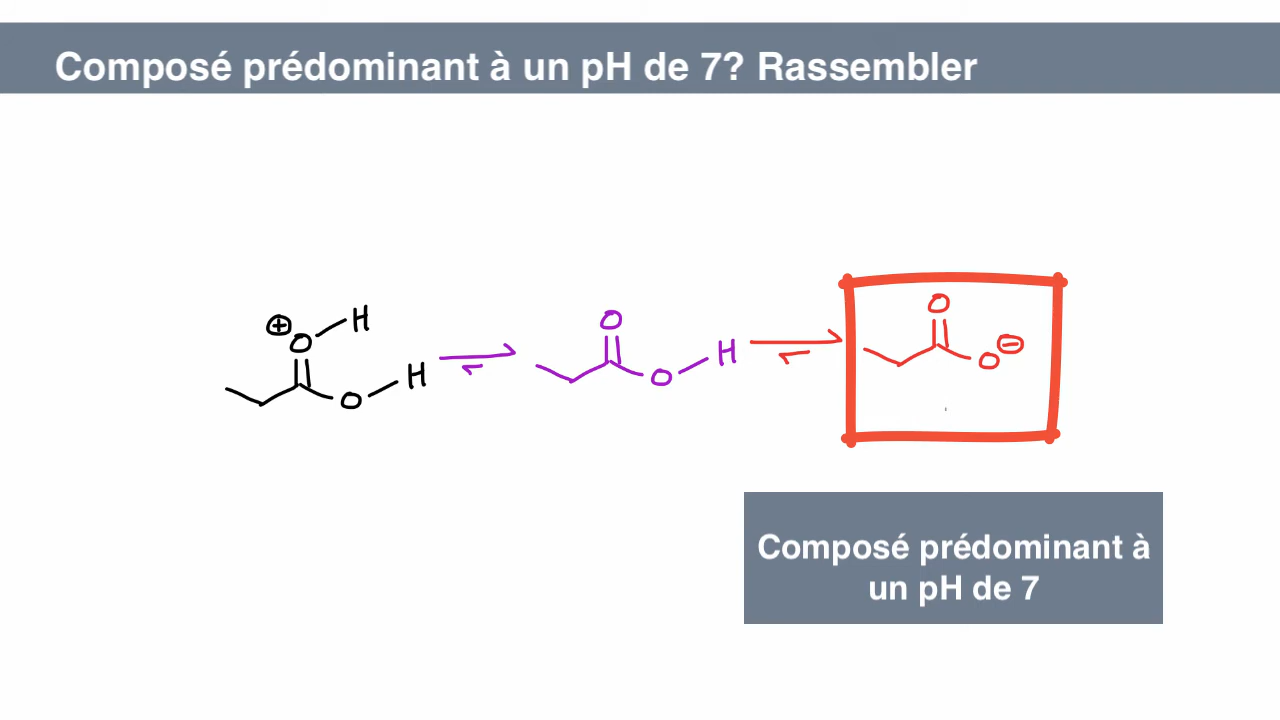 Composé prédominant à un pH de 7? Rassembler
⊕
O H
O H
O
O H
O
O ⊖
Composé prédominant à
un pH de 7